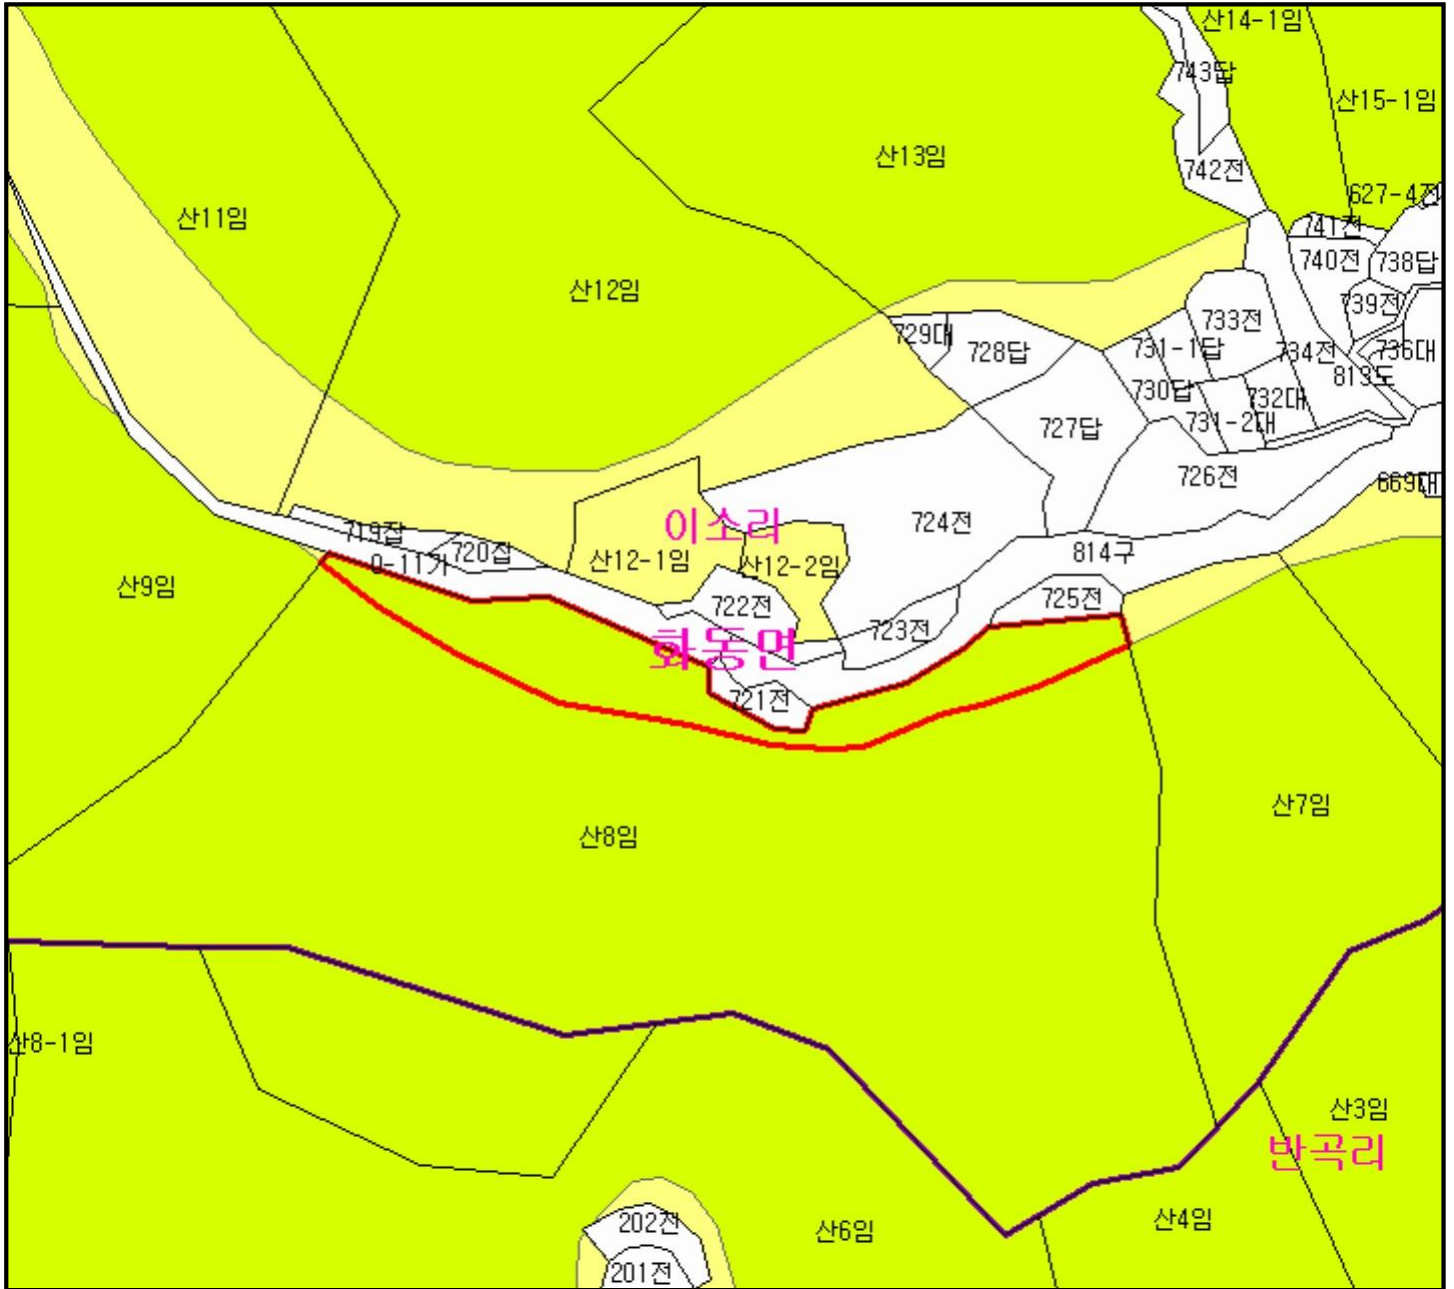 산14-1임
743답
산15-1임
산13임
742전
627-4전
산11임
741전
740전
738답
산12임
739전
733전
729대
728답
731-1답
734전
736대
813도
730답
732대
731-2대
727답
726전
669대
이소리
724전
719잡
720잡
산12-1임
산12-2임
814구
산9임
722전
725전
723전
화동면
721전
산7임
산8임
산8-1임
산3임
반곡리
202전
산6임
산4임
201전